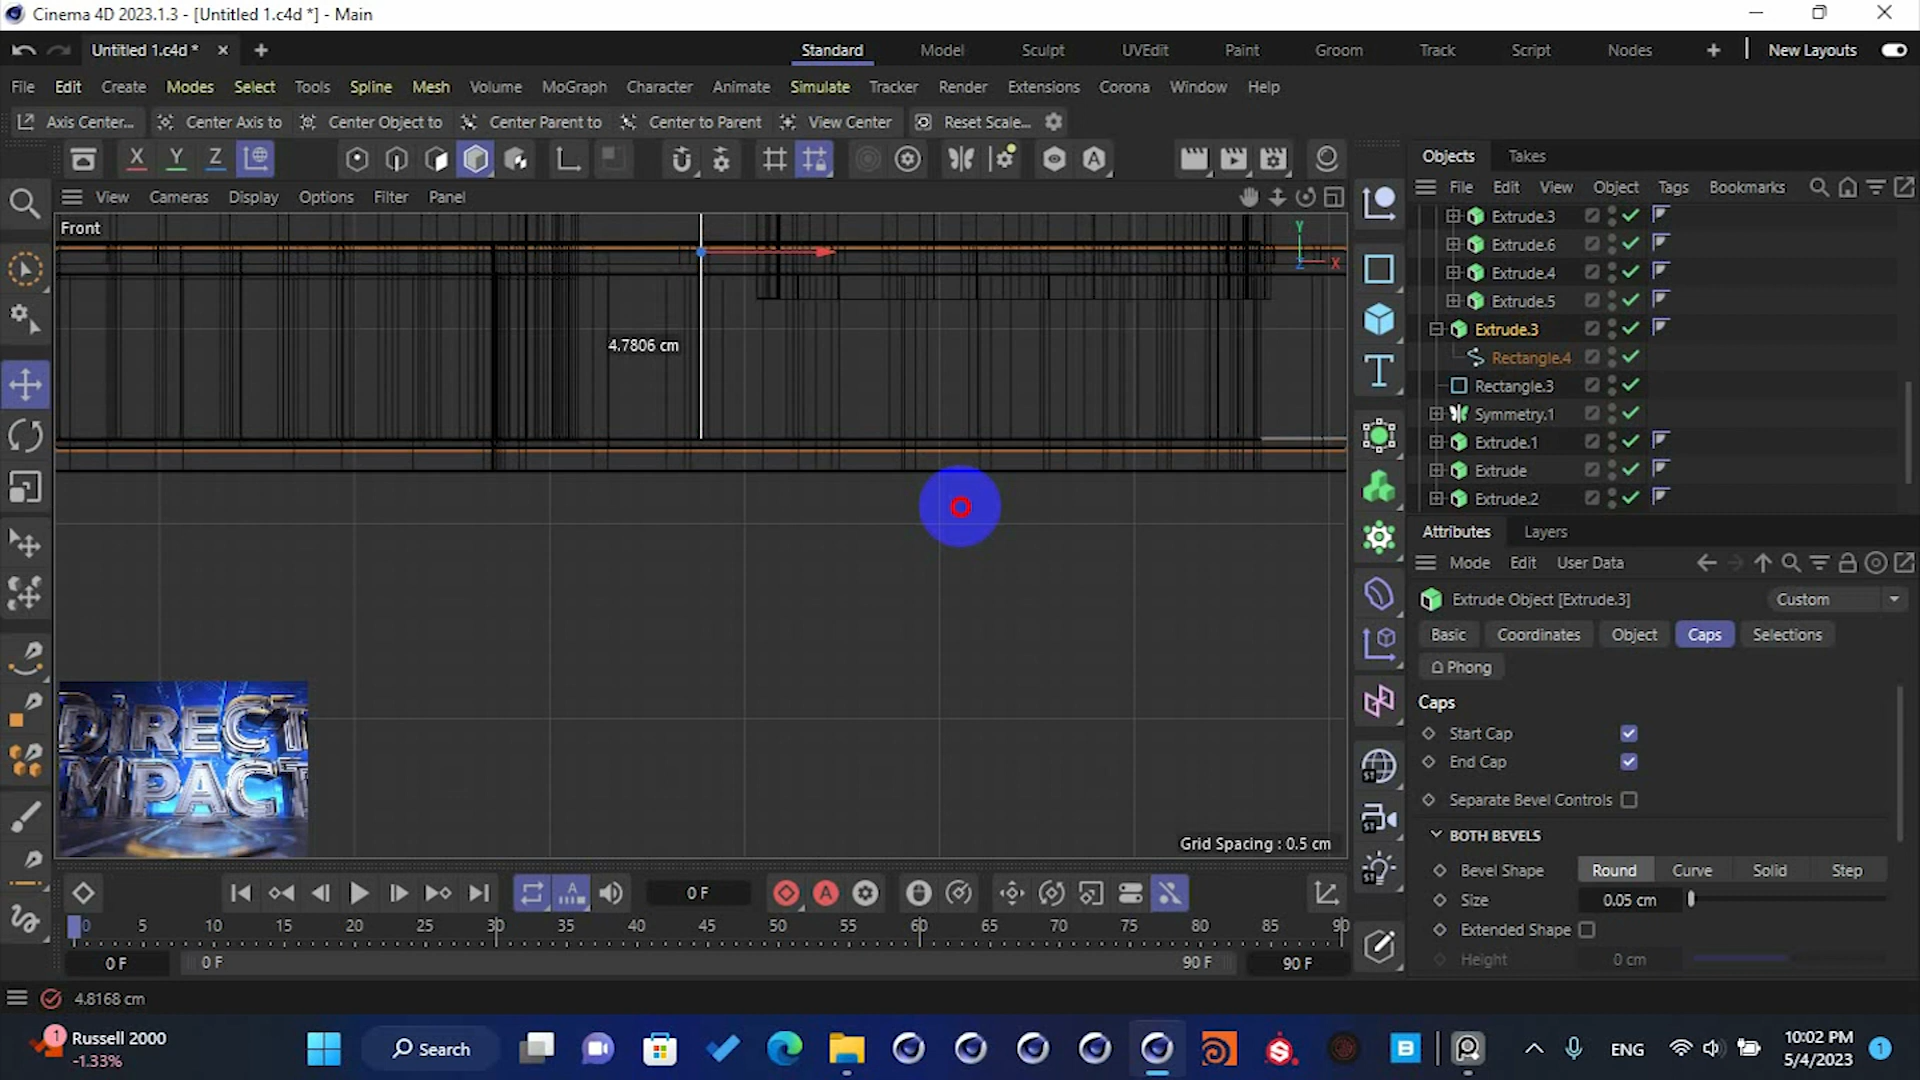 Cinema 4D 2023.1.3 - [Untitled 1.c4d *] - Main
Untitled 1.c4d *
Standard Model Sculpt UVEdit Paint Groom Track Script Nodes New Layouts
File Edit Create Modes Select Tools Spline Mesh Volume MoGraph Character Animate Simulate Tracker Render Extensions Corona Window Help
Axis Center... Center Axis to Center Object to Center Parent to Center to Parent View Center Reset Scale...
X Y Z
Objects Takes
View Cameras Display Options Filter Panel
File Edit View Object Tags Bookmarks
Front
Y
X
Z
4.7806 cm
Grid Spacing : 0.5 cm
DIRECT
IMPACT
Extrude.3
Extrude.6
Extrude.4
Extrude.5
Extrude.3
Rectangle.4
Rectangle.3
Symmetry.1
Extrude.1
Extrude
Extrude.2
Attributes Layers
Mode Edit User Data
Extrude Object [Extrude.3] Custom
Basic Coordinates Object Caps Selections
Phong
Caps
Start Cap
End Cap
Separate Bevel Controls
BOTH BEVELS
Bevel Shape Round Curve Solid Step
Size 0.05 cm
Extended Shape
Height 0 cm
0 F
0 5 10 15 20 25 30 35 40 45 50 55 60 65 70 75 80 85 90
0 F 0 F 90 F 90 F
4.8168 cm
1 Russell 2000
-1.33%
Search
ENG
10:02 PM
5/4/2023
1